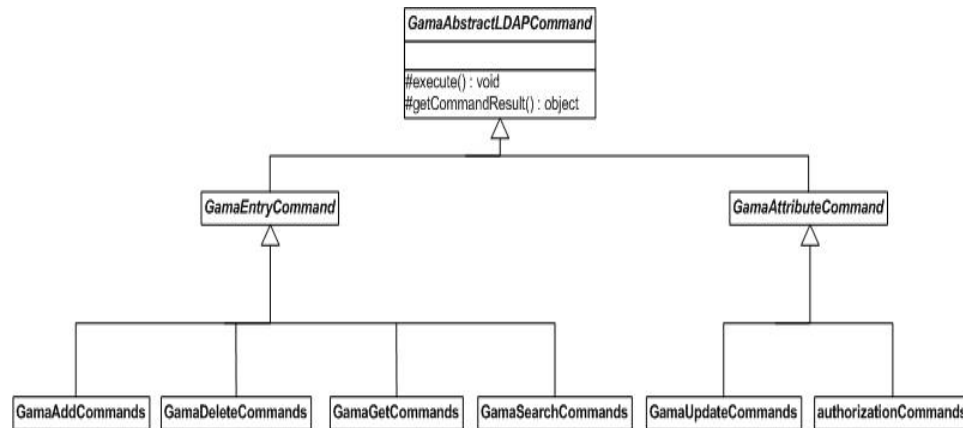 GamaAbstractLDAPCommand
#execute() : void
#getCommandResult() : object
GamaEntryCommand
GamaAttributeCommand
GamaAddCommands
GamaDeleteCommands
GamaGetCommands
GamaSearchCommands
GamaUpdateCommands
authorizationCommands